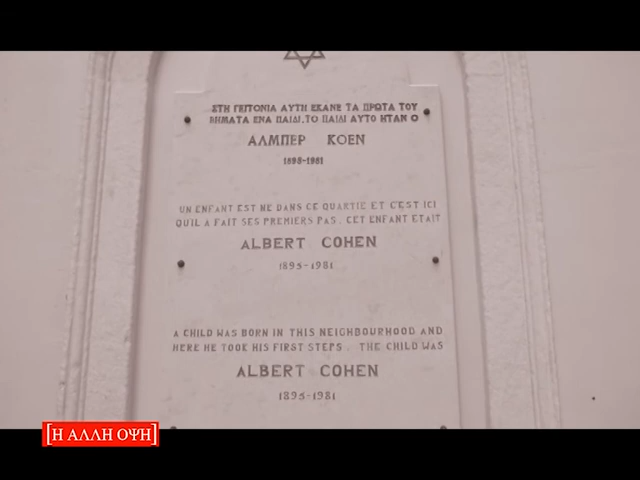 ΣΤΗ ΓΕΙΤΟΝΙΑ ΑΥΤΗ ΕΚΑΝΕ ΤΑ ΠΡΩΤΑ ΤΟΥ
ΒΗΜΑΤΑ ΕΝΑ ΠΑΙΔΙ. ΤΟ ΠΑΙΔΙ ΑΥΤΟ ΗΤΑΝ Ο
ΑΛΜΠΕΡ ΚΟΕΝ
1895-1981
UN ENFANT EST NE DANS CE QUARTIE ET C'EST ICI
QU'IL A FAIT SES PREMIERS PAS. CET ENFANT ETAIT
ALBERT COHEN
1895-1981
A CHILD WAS BORN IN THIS NEIGHBOURHOOD AND
HERE HE TOOK HIS FIRST STEPS. THE CHILD WAS
ALBERT COHEN
1895-1981
[Η ΑΛΛΗ ΟΨΗ]